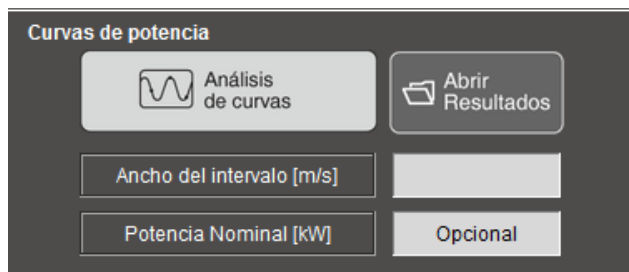 Curvas de potencia
Análisis
de curvas
Abrir
Resultados
Ancho del intervalo [m/s]
Potencia Nominal [kW]
Opcional